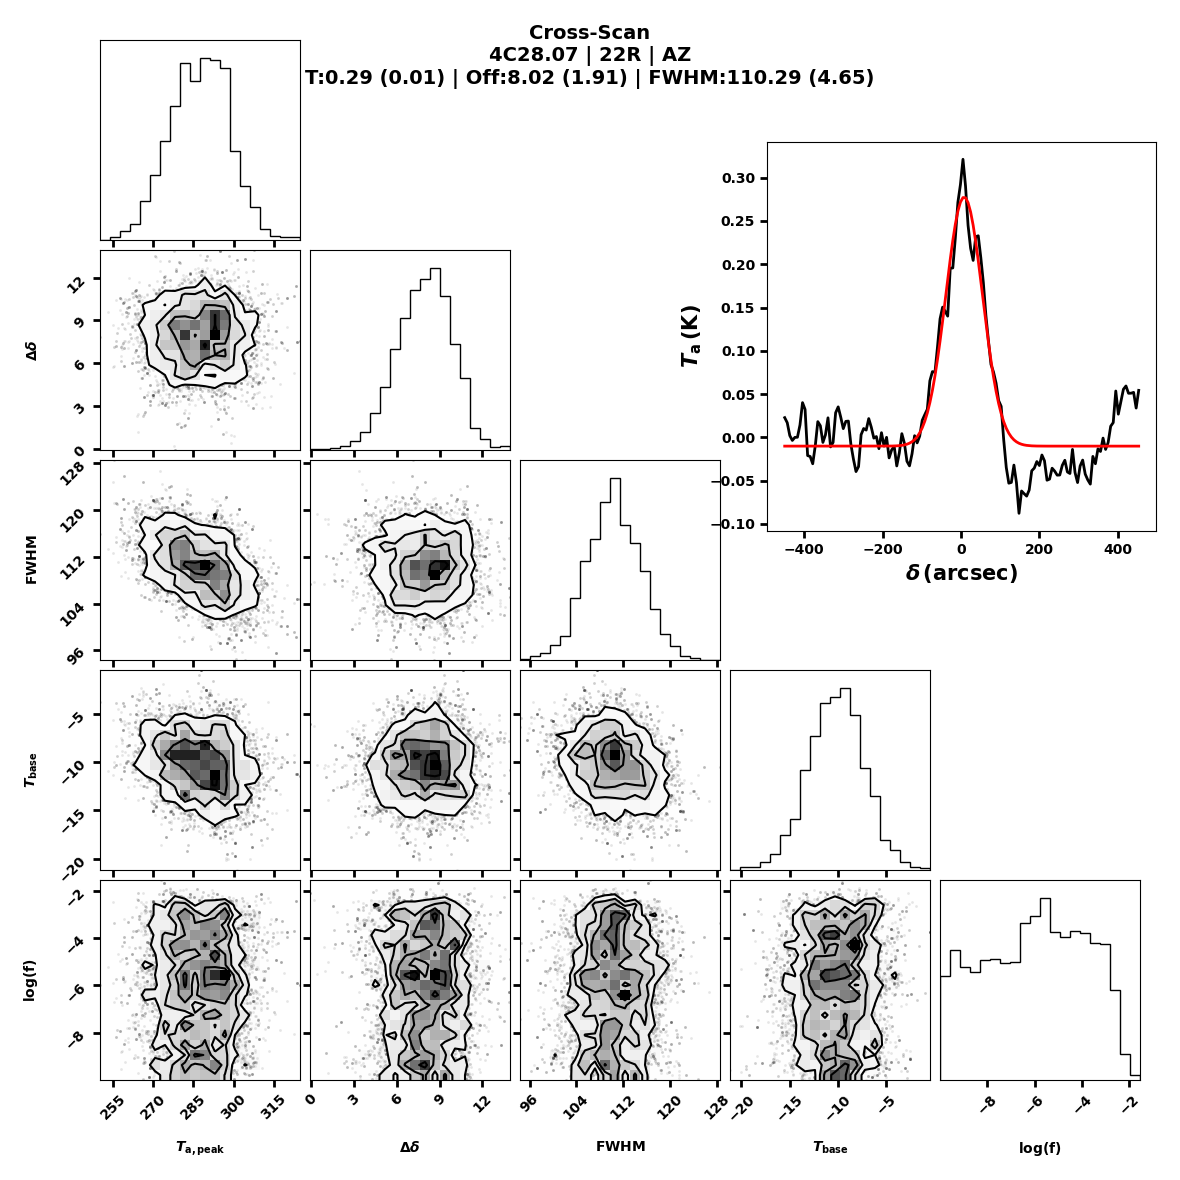 Cross-Scan
4C28.07 | 22R | AZ
T:0.29 (0.01) | Off:8.02 (1.91) | FWHM:110.29 (4.65)
0.30
0.25
0.20
0.15
0.10
0.05
0.00
−0.05
−0.10
Ta (K)
−400 −200 0 200 400
δ (arcsec)
12
9
6
3
0
Δδ
128
120
112
104
96
FWHM
−5
−10
−15
−20
Tbase
−2
−4
−6
−8
log(f)
255 270 285 300 315 0 3 6 9 12 96 104 112 120 128 −20 −15 −10 −5 −8 −6 −4 −2
Ta,peak Δδ FWHM Tbase log(f)